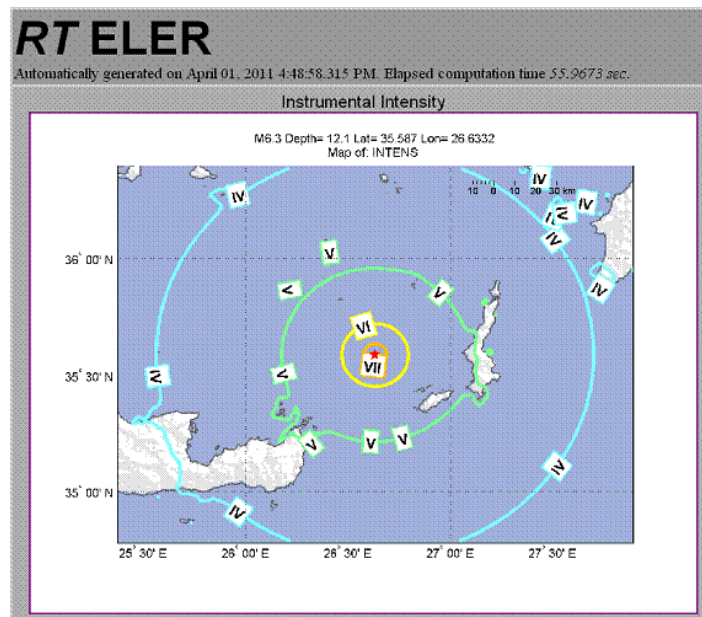 RT ELER
Automatically generated on April 01, 2011 4:48:58.315 PM. Elapsed computation time 55.9673 sec.
Instrumental Intensity
M6.3 Depth= 12.1 Lat= 35.587 Lon= 26.6332
Map of: INTENS
IV
IV
IV
10 0 10 20 30 km
IV
IV
IV
36° 00' N
V
V
V
IV
VI
35° 30' N
IV
V
VII
V
V
V
IV
35° 00' N
IV
25° 30' E
26° 00' E
26° 30' E
27° 00' E
27° 30' E